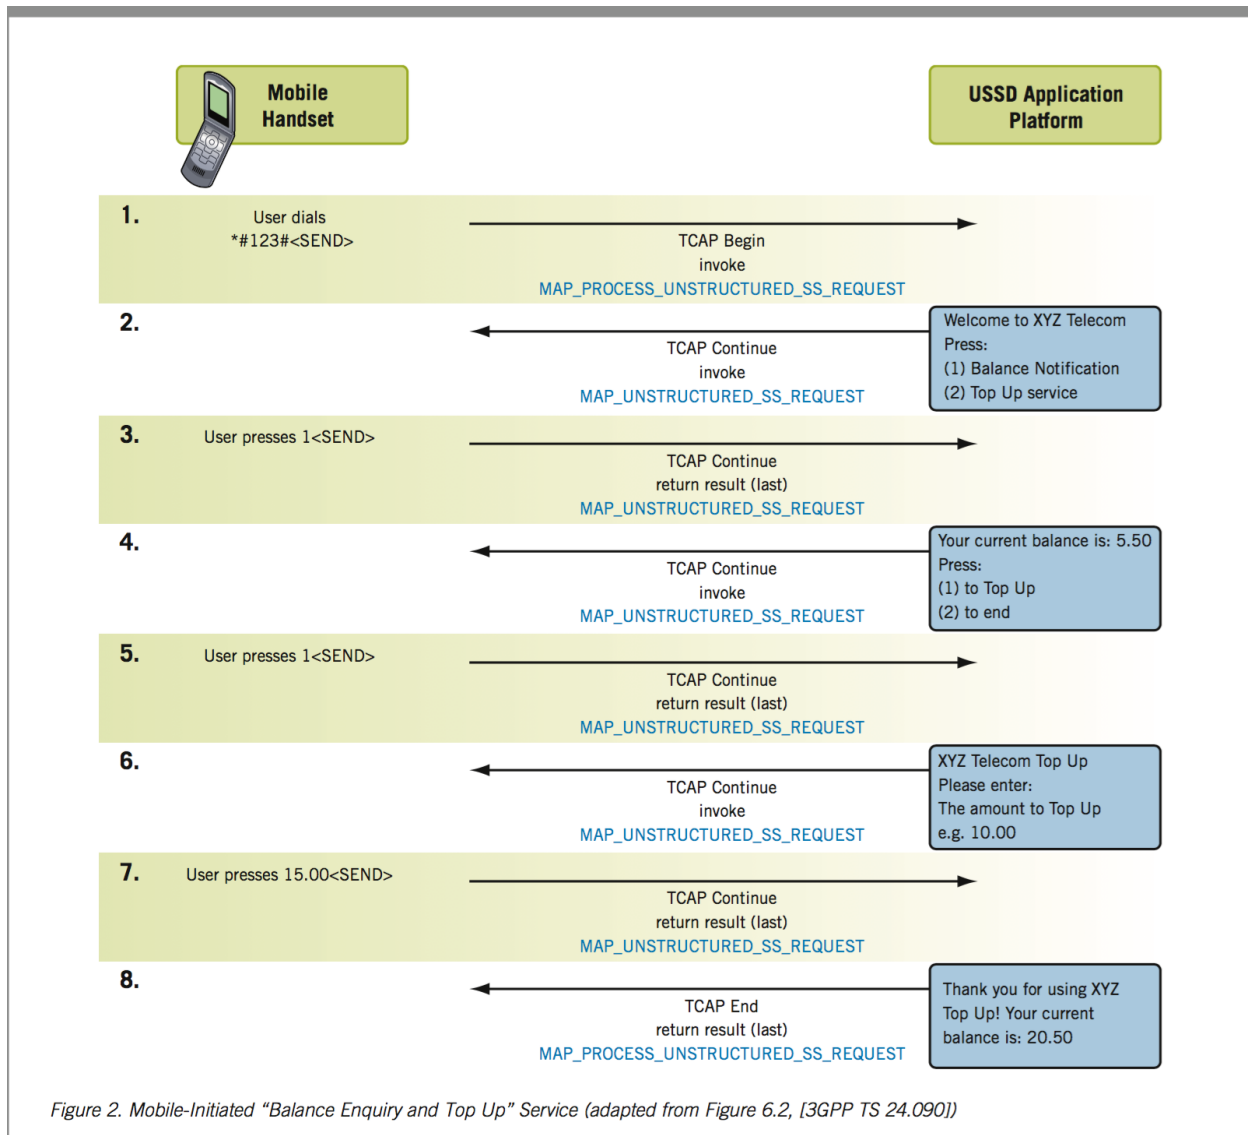 Mobile
Handset
USSD Application
Platform
1.
User dials
*#123#<SEND>
TCAP Begin
invoke
MAP_PROCESS_UNSTRUCTURED_SS_REQUEST
2.
TCAP Continue
invoke
MAP_UNSTRUCTURED_SS_REQUEST
Welcome to XYZ Telecom
Press:
(1) Balance Notification
(2) Top Up service
3.
User presses 1<SEND>
TCAP Continue
return result (last)
MAP_UNSTRUCTURED_SS_REQUEST
4.
TCAP Continue
invoke
MAP_UNSTRUCTURED_SS_REQUEST
Your current balance is: 5.50
Press:
(1) to Top Up
(2) to end
5.
User presses 1<SEND>
TCAP Continue
return result (last)
MAP_UNSTRUCTURED_SS_REQUEST
6.
TCAP Continue
invoke
MAP_UNSTRUCTURED_SS_REQUEST
XYZ Telecom Top Up
Please enter:
The amount to Top Up
e.g. 10.00
7.
User presses 15.00<SEND>
TCAP Continue
return result (last)
MAP_UNSTRUCTURED_SS_REQUEST
8.
TCAP End
return result (last)
MAP_PROCESS_UNSTRUCTURED_SS_REQUEST
Thank you for using XYZ
Top Up! Your current
balance is: 20.50
Figure 2. Mobile-Initiated “Balance Enquiry and Top Up” Service (adapted from Figure 6.2, [3GPP TS 24.090])